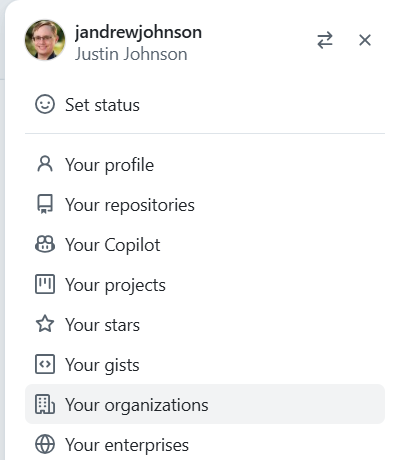 jandrewjohnson
Justin Johnson
Set status
Your profile
Your repositories
Your Copilot
Your projects
Your stars
Your gists
Your organizations
Your enterprises